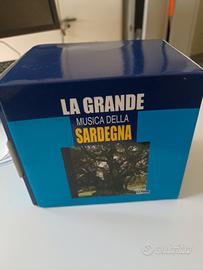 LA GRANDE
MUSICA DELLA
SARDEGNA
subito